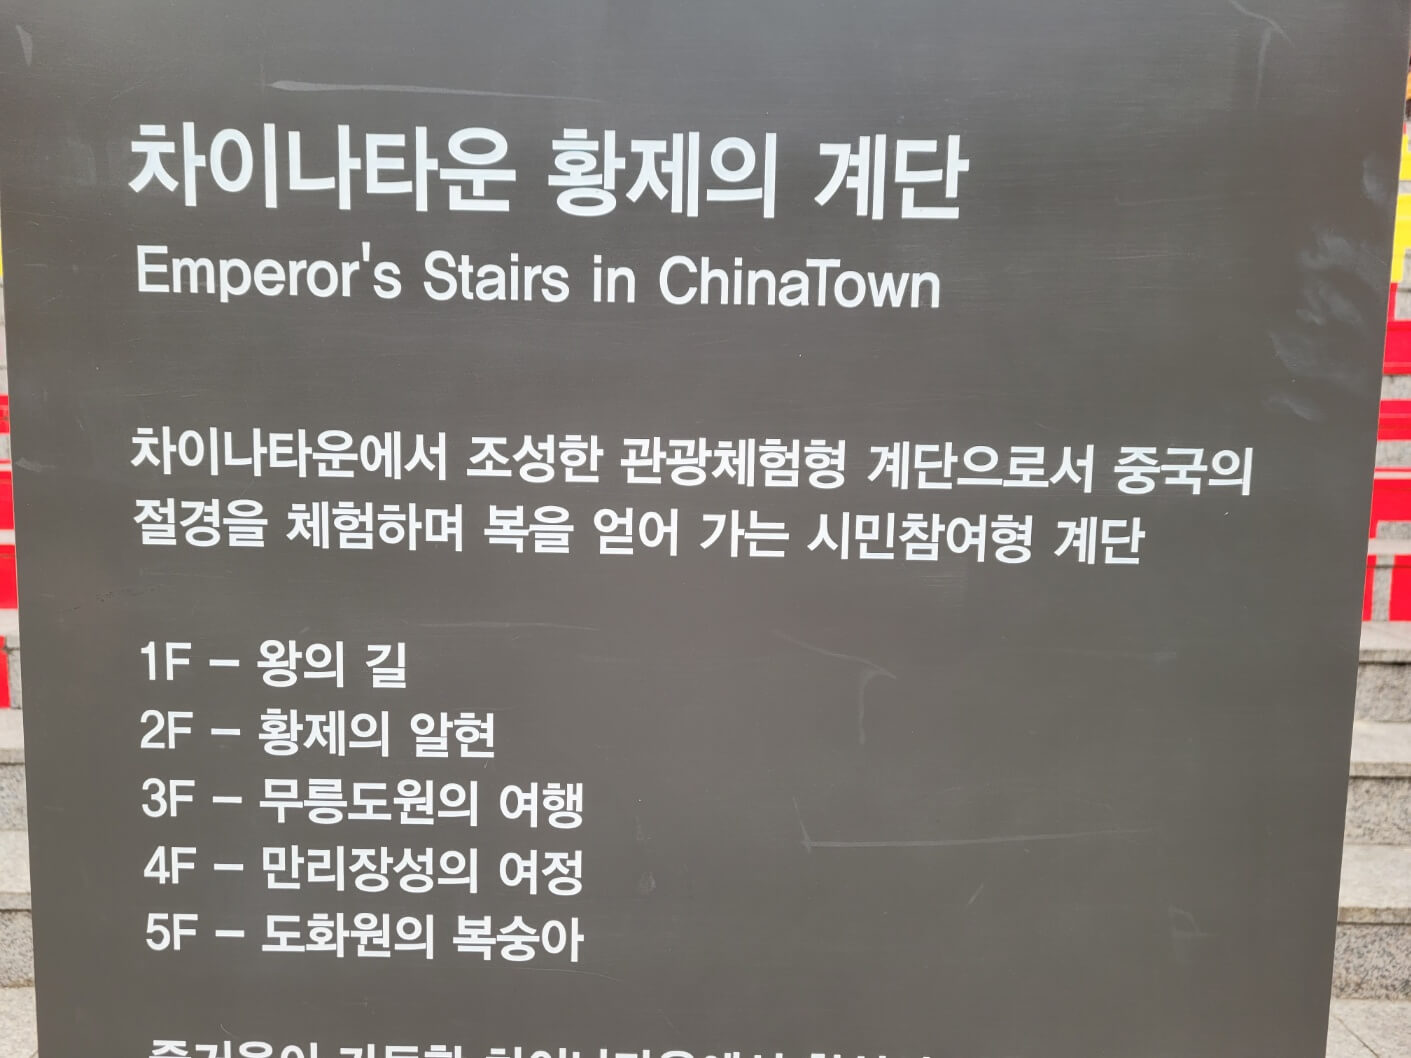 차이나타운 황제의 계단
Emperor's Stairs in ChinaTown
차이나타운에서 조성한 관광체험형 계단으로서 중국의
절경을 체험하며 복을 얻어 가는 시민참여형 계단
1F – 왕의 길
2F – 황제의 알현
3F – 무릉도원의 여행
4F – 만리장성의 여정
5F – 도화원의 복숭아